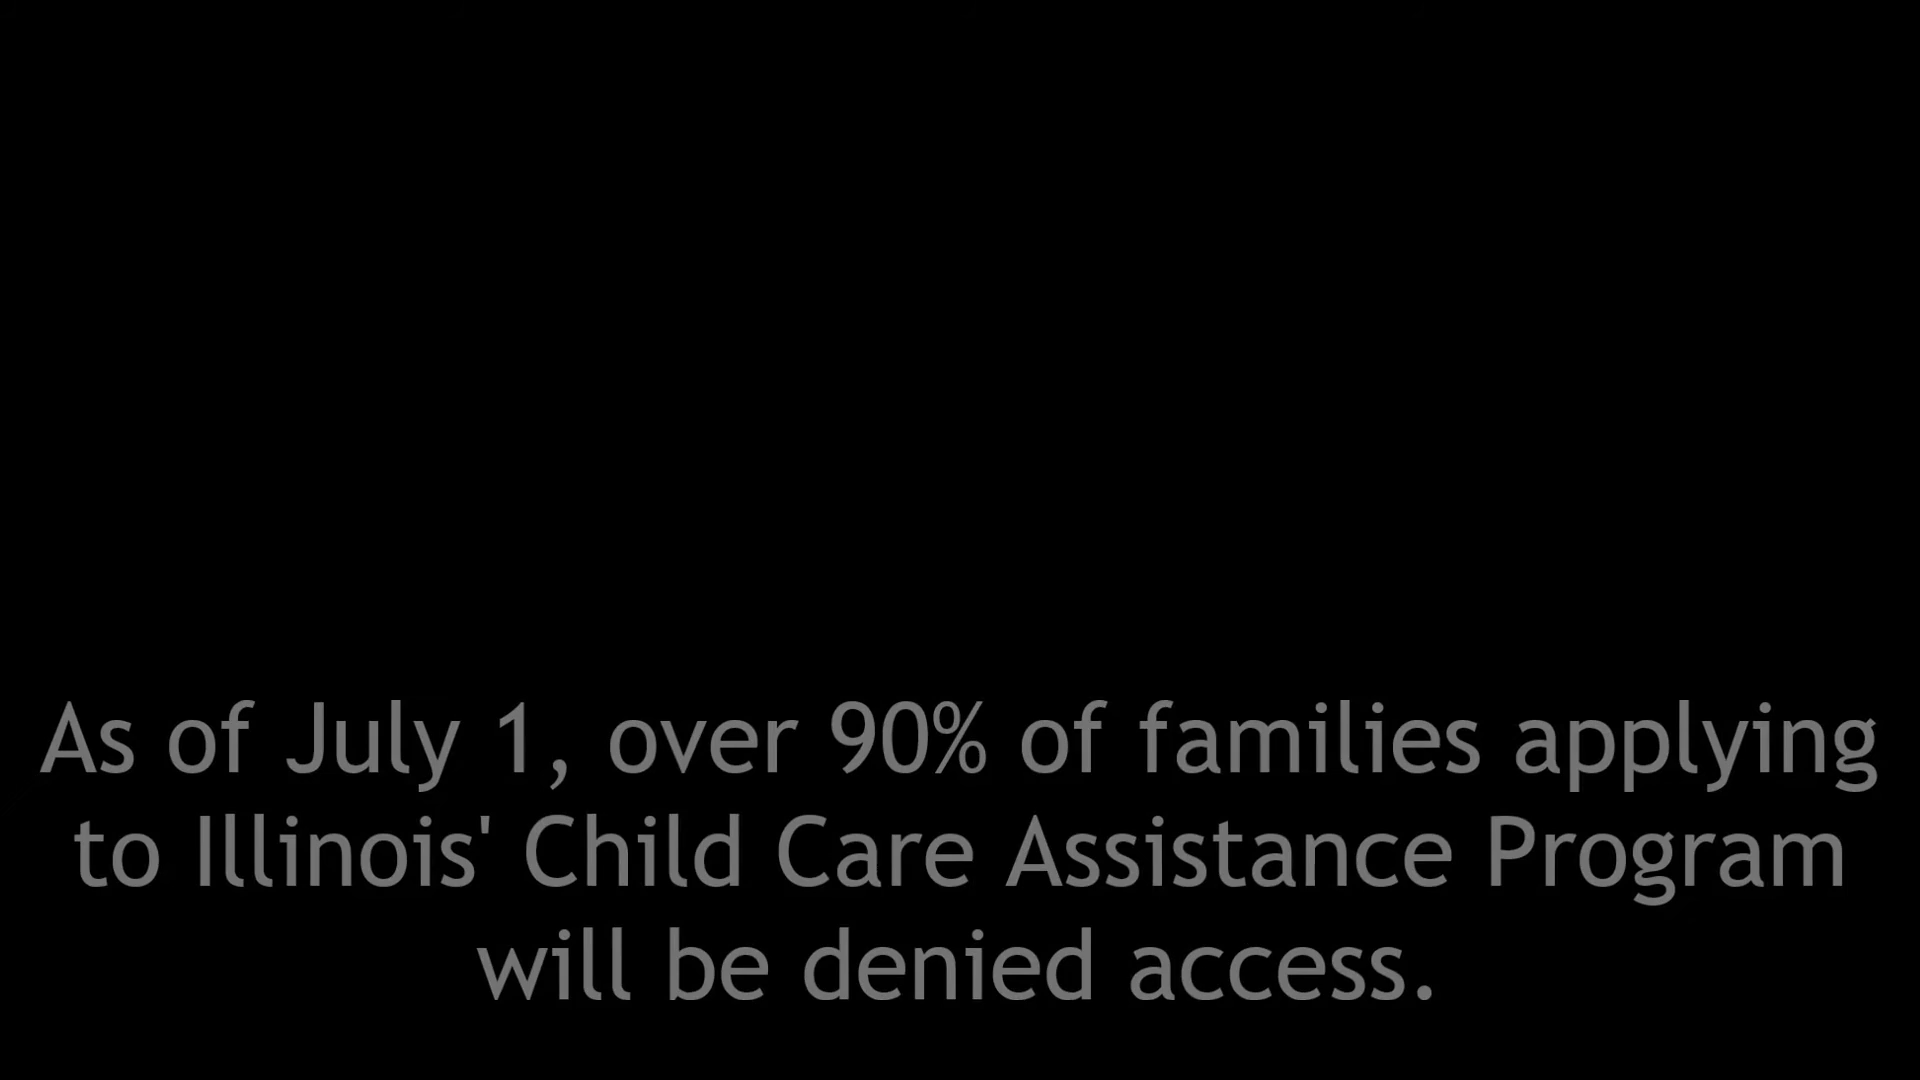 As of July 1, over 90% of families applying
to Illinois' Child Care Assistance Program
will be denied access.